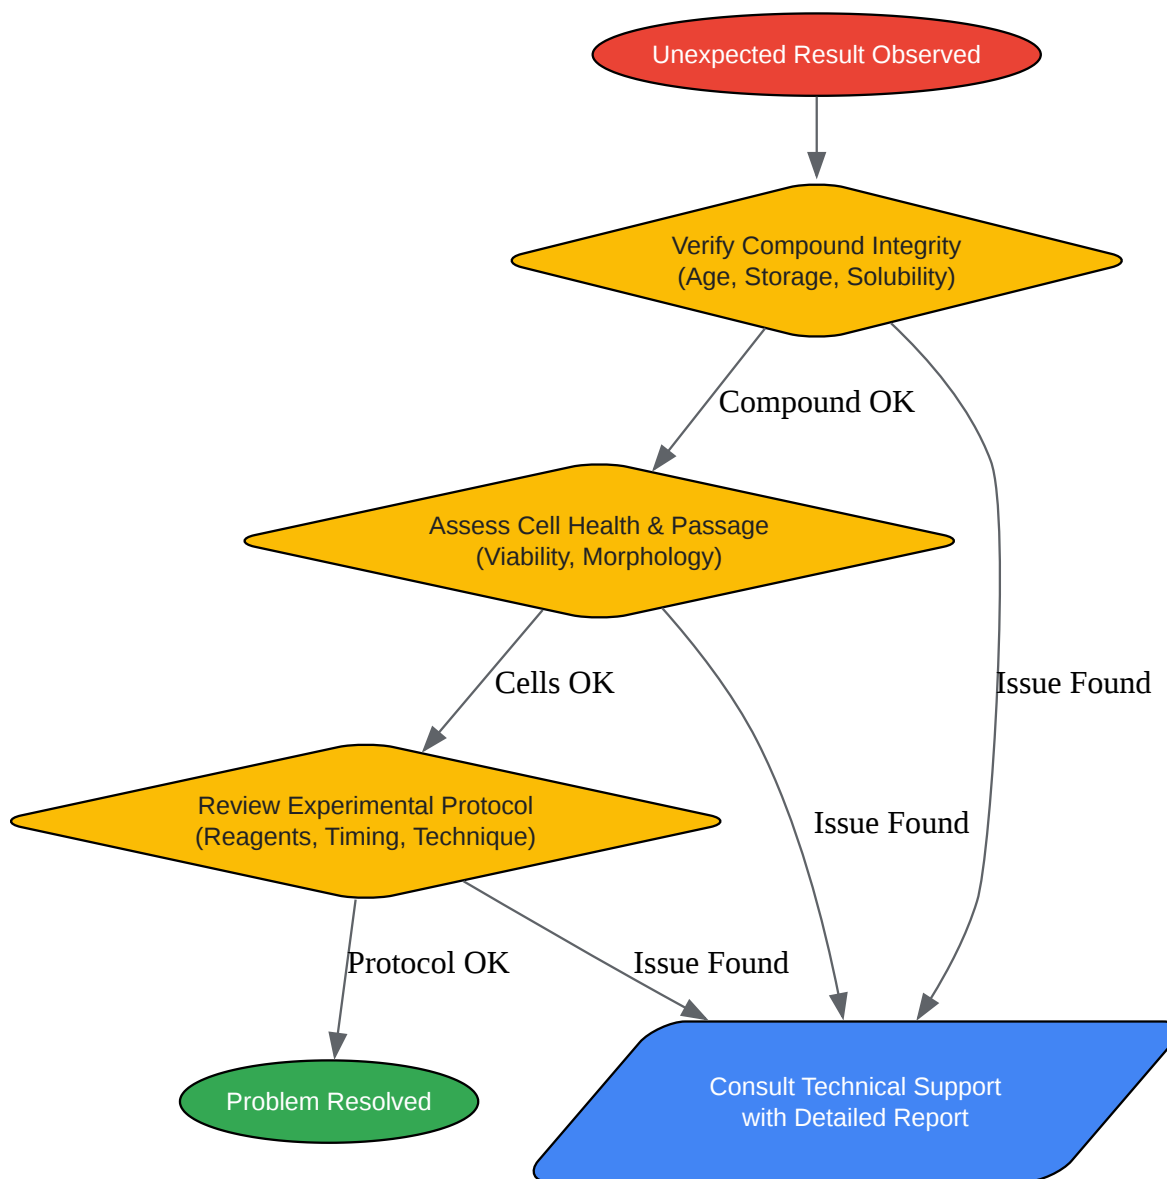 Unexpected Result Observed
Verify Compound Integrity
(Age, Storage, Solubility)
Compound OK
Assess Cell Health & Passage
(Viability, Morphology)
Cells OK
Issue Found
Review Experimental Protocol
(Reagents, Timing, Technique)
Issue Found
Protocol OK
Issue Found
Problem Resolved
Consult Technical Support
with Detailed Report